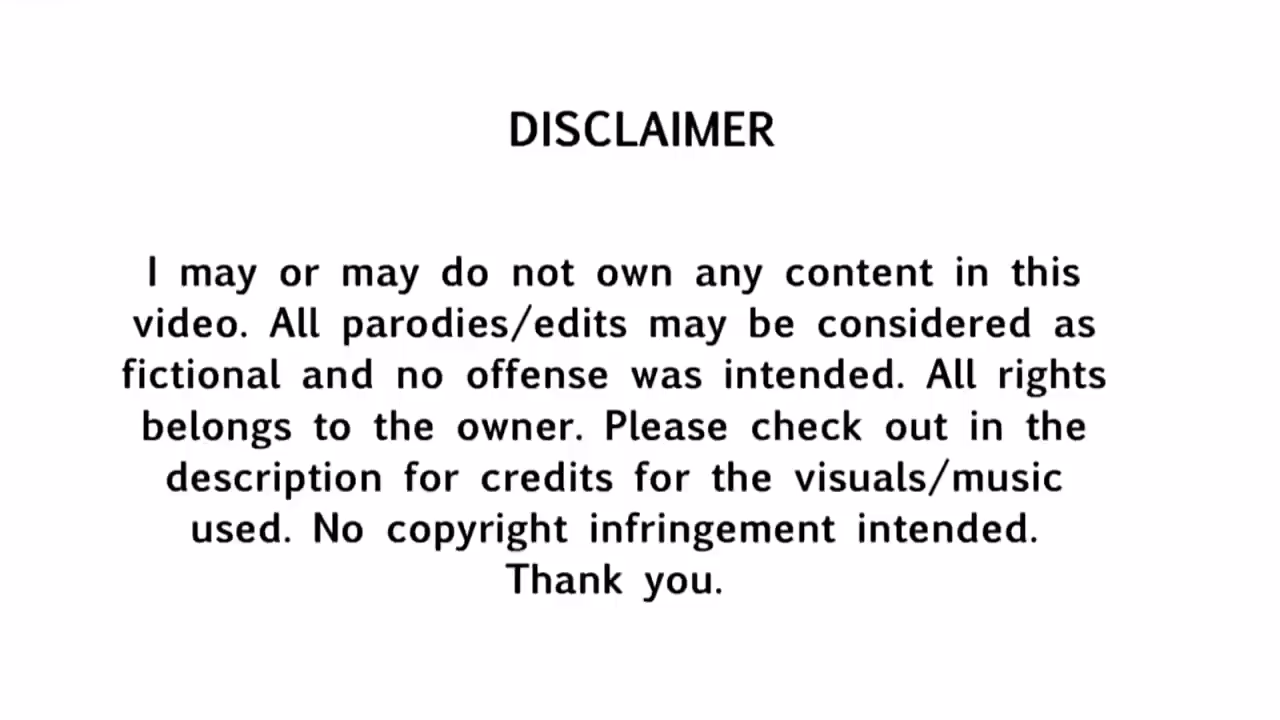 DISCLAIMER
I may or may do not own any content in this
video. All parodies/edits may be considered as
fictional and no offense was intended. All rights
belongs to the owner. Please check out in the
description for credits for the visuals/music
used. No copyright infringement intended.
Thank you.